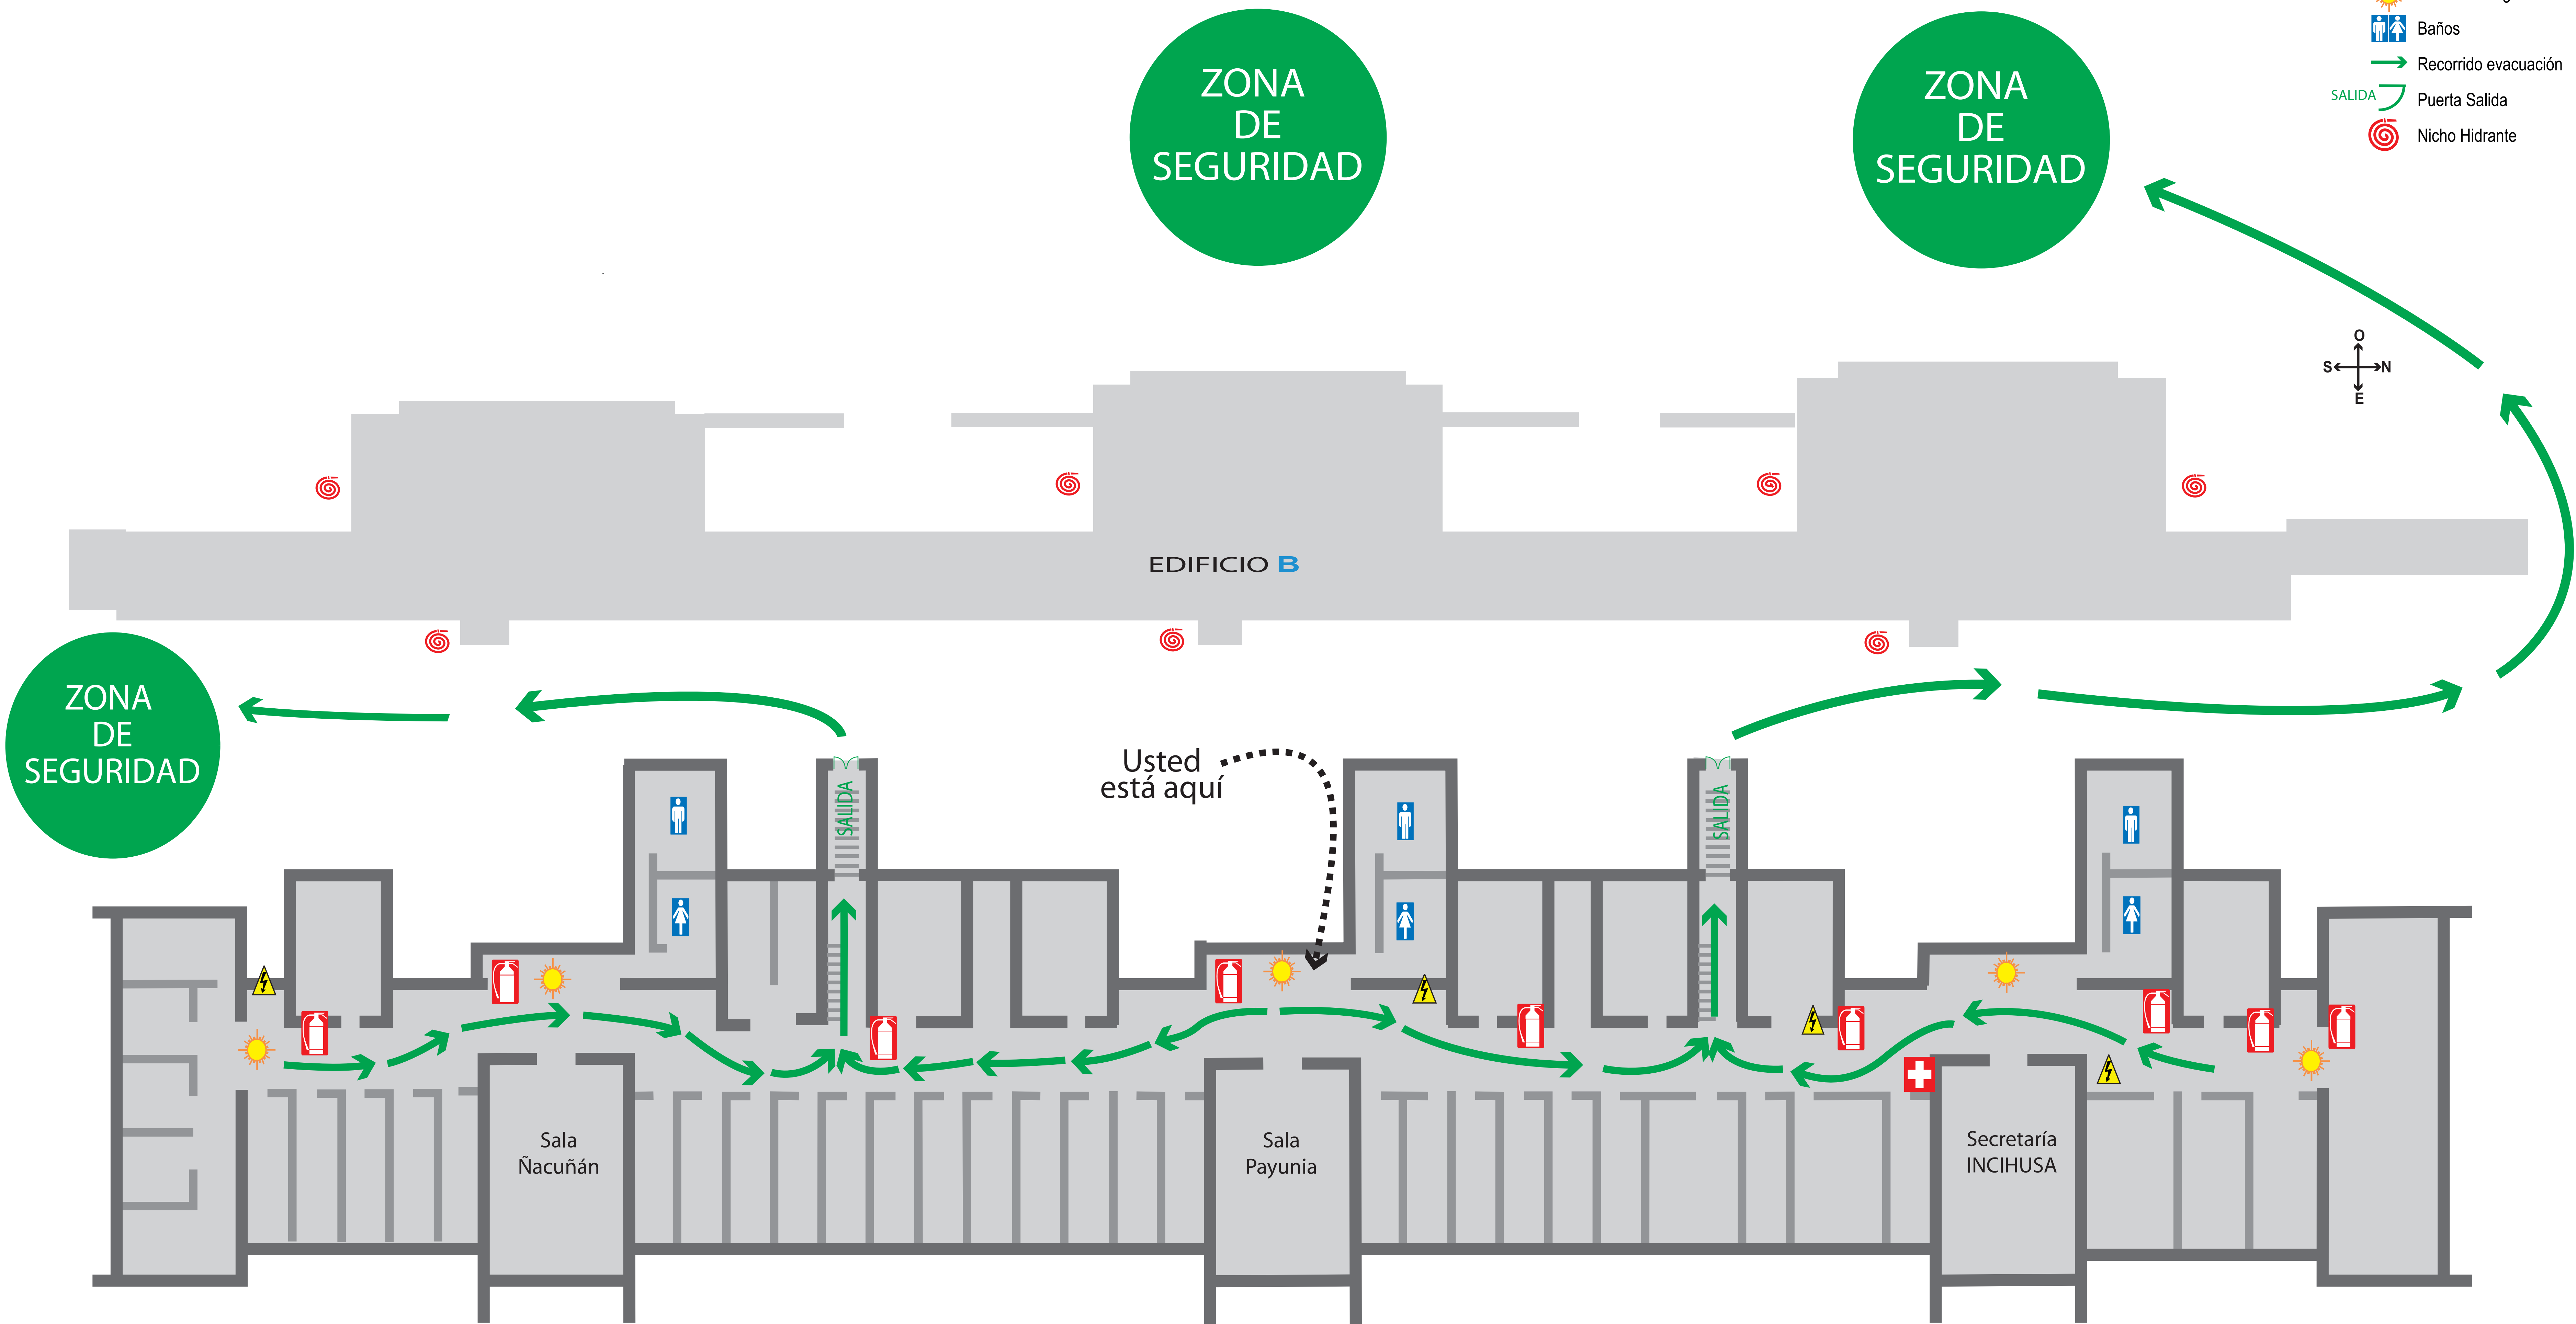 Baños
Recorrido evacuación
SALIDA
Puerta Salida
Nicho Hidrante
ZONA
DE
SEGURIDAD
ZONA
DE
SEGURIDAD
O
S
N
E
EDIFICIO B
ZONA
DE
SEGURIDAD
Usted
está aquí
SALIDA
SALIDA
Sala
Ñacuñán
Sala
Payunia
Secretaría
INCIHUSA